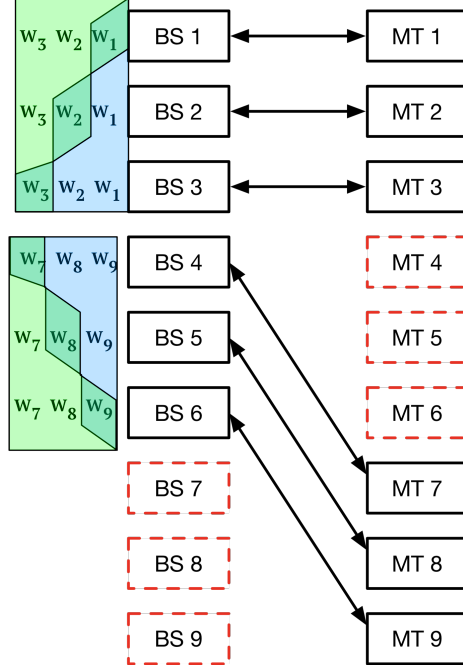 W3 W2 W1 BS 1 MT 1
W3 W2 W1 BS 2 MT 2
W3 W2 W1 BS 3 MT 3
W7 W8 W9 BS 4 MT 4
W7 W8 W9 BS 5 MT 5
W7 W8 W9 BS 6 MT 6
BS 7 MT 7
BS 8 MT 8
BS 9 MT 9